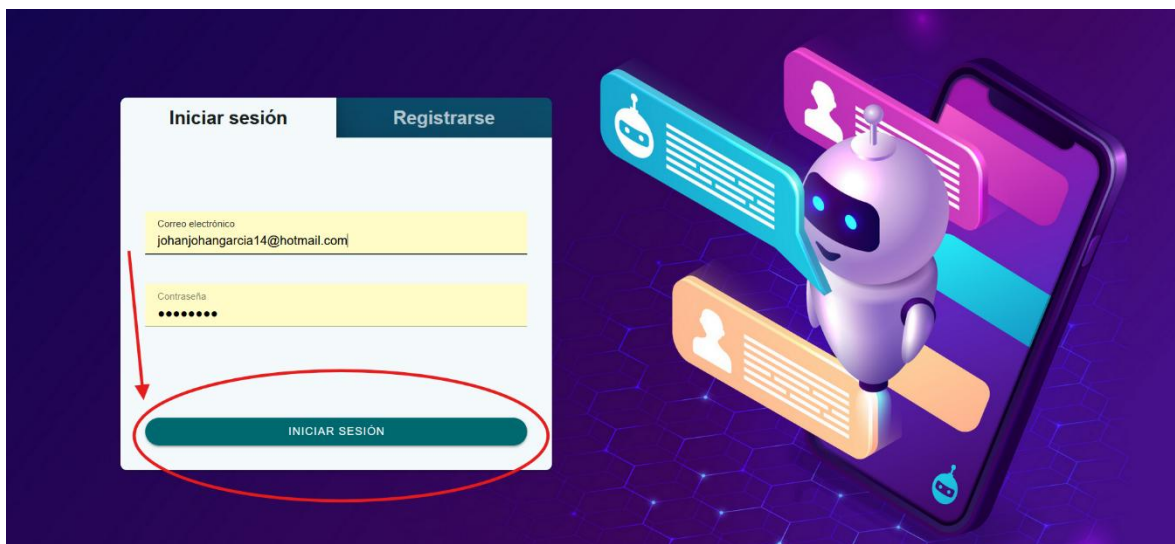 Iniciar sesión
Registrarse
Correo electrónico
johanjohangarcia14@hotmail.com
Contraseña
••••••••
INICIAR SESIÓN